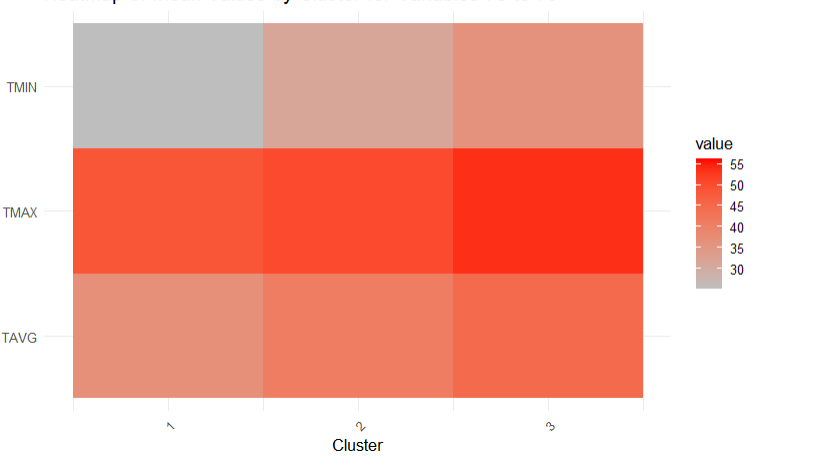 TMIN
TMAX
TAVG
1
2
3
Cluster
value
55
50
45
40
35
30